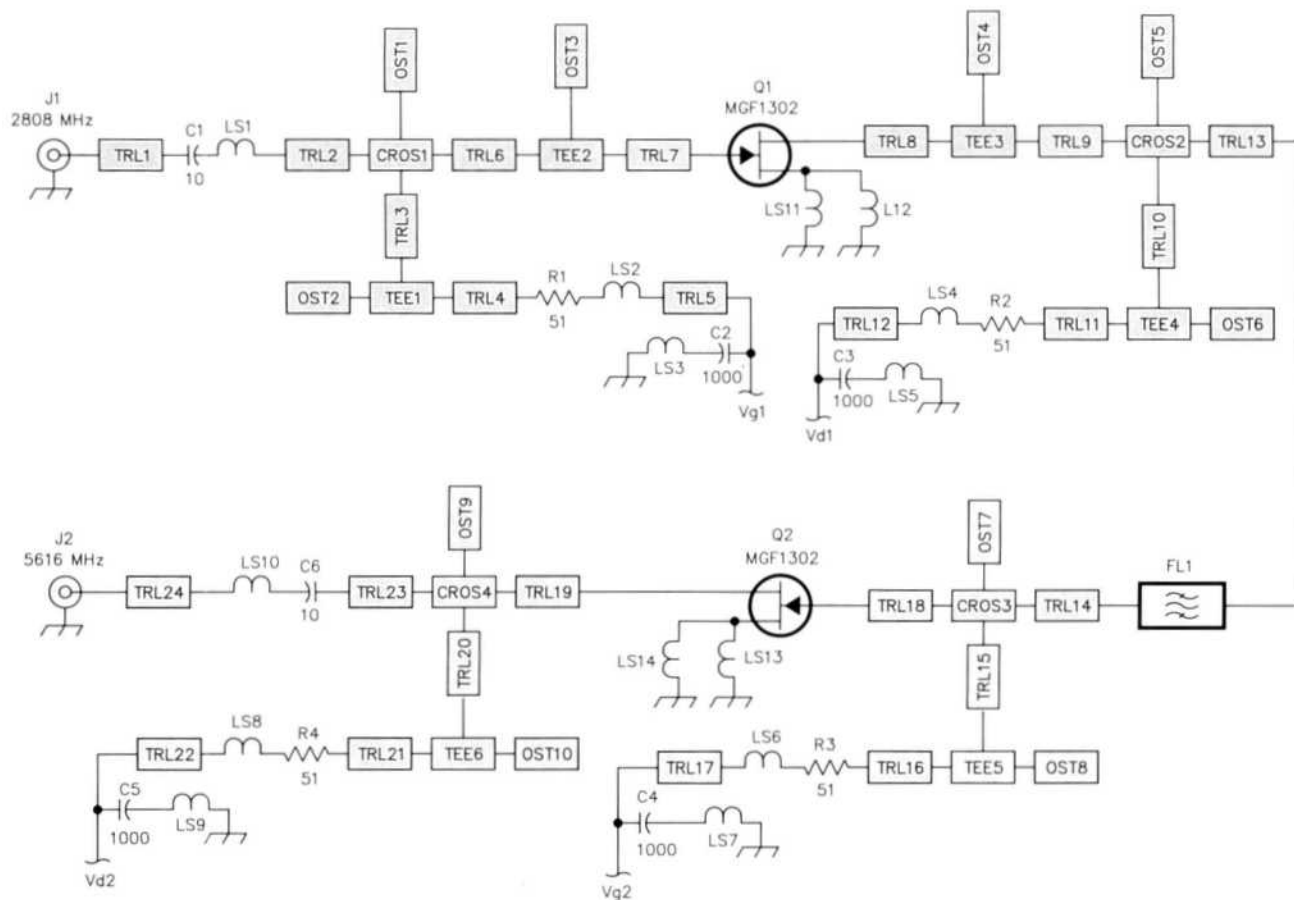 OST1
OST3
OST4
OST5
J1
2808 MHz
C1
LS1
10
Q1
MGF1302
TRL1
TRL2
CROS1
TRL6
TEE2
TRL7
TRL8
TEE3
TRL9
CROS2
TRL13
TRL3
LS11
L12
TRL10
OST2
TEE1
TRL4
R1
51
LS2
TRL5
LS3
C2
1000
Vg1
LS4
R2
51
TRL12
TRL11
TEE4
OST6
C3
1000
LS5
Vd1
OST9
OST7
J2
5616 MHz
LS10
C6
10
Q2
MGF1302
FL1
TRL24
TRL23
CROS4
TRL19
TRL18
CROS3
TRL14
TRL20
LS14
LS13
TRL15
LS8
R4
51
TRL22
TRL21
TEE6
OST10
C5
1000
LS9
Vd2
LS6
R3
51
TRL17
TRL16
TEE5
OST8
C4
1000
LS7
Vg2